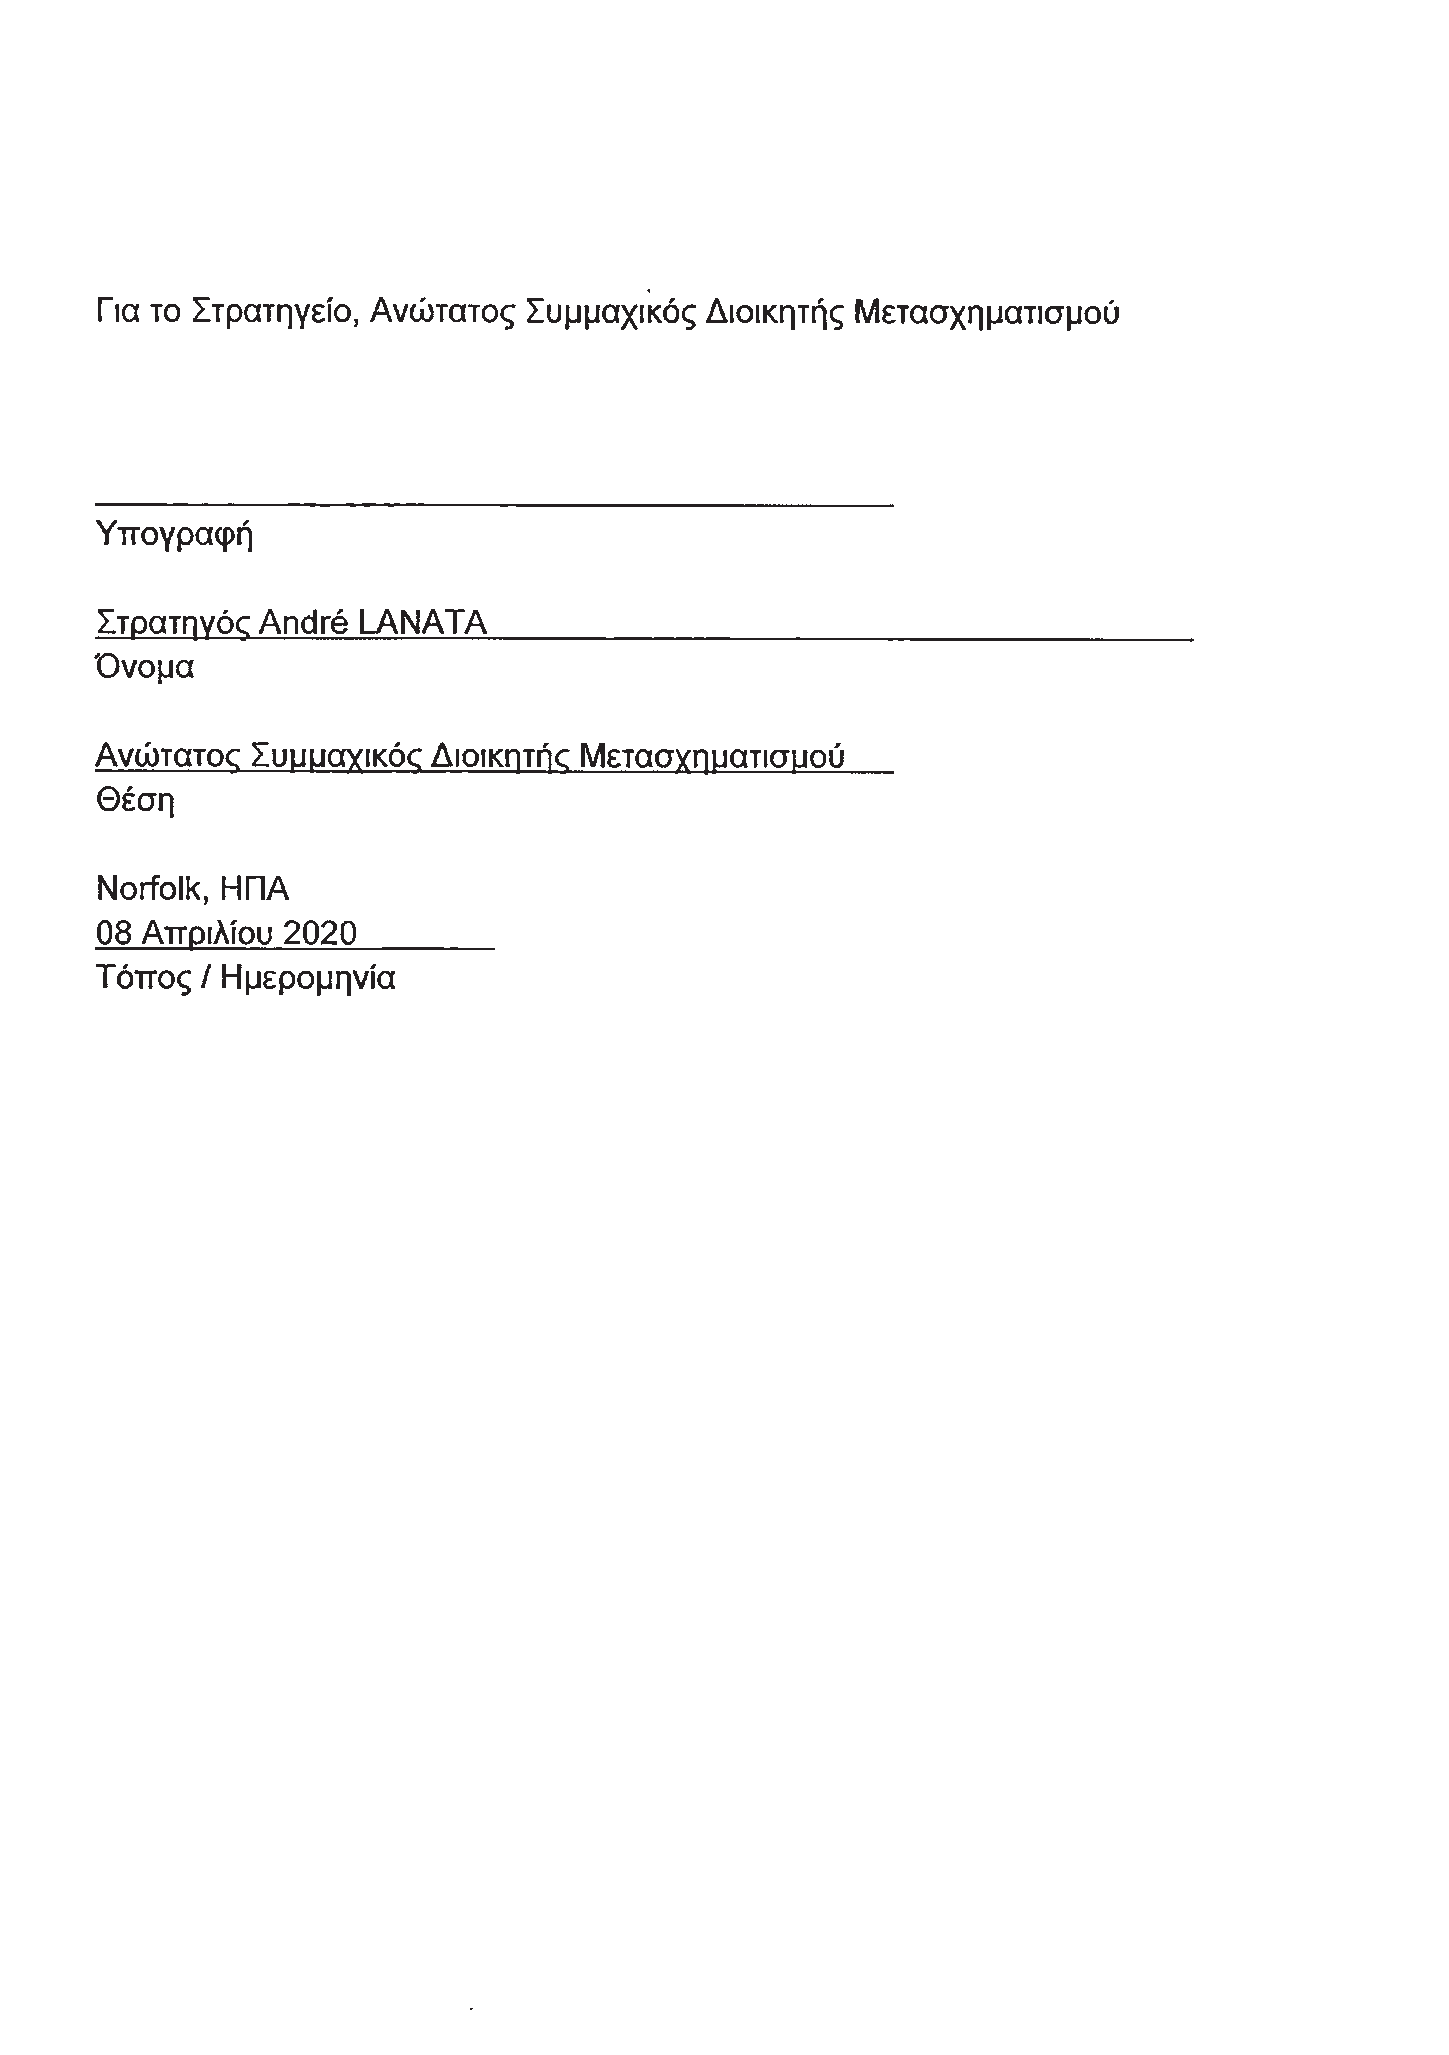 Για το Στρατηγείο, Ανώτατος Συμμαχικός Διοικητής Μετασχηματισμού
Υπογραφή
Στρατηγός André LANATA
Όνομα
Ανώτατος Συμμαχικός Διοικητής Μετασχηματισμού
Θέση
Norfolk, ΗΠΑ
08 Απριλίου 2020
Τόπος / Ημερομηνία